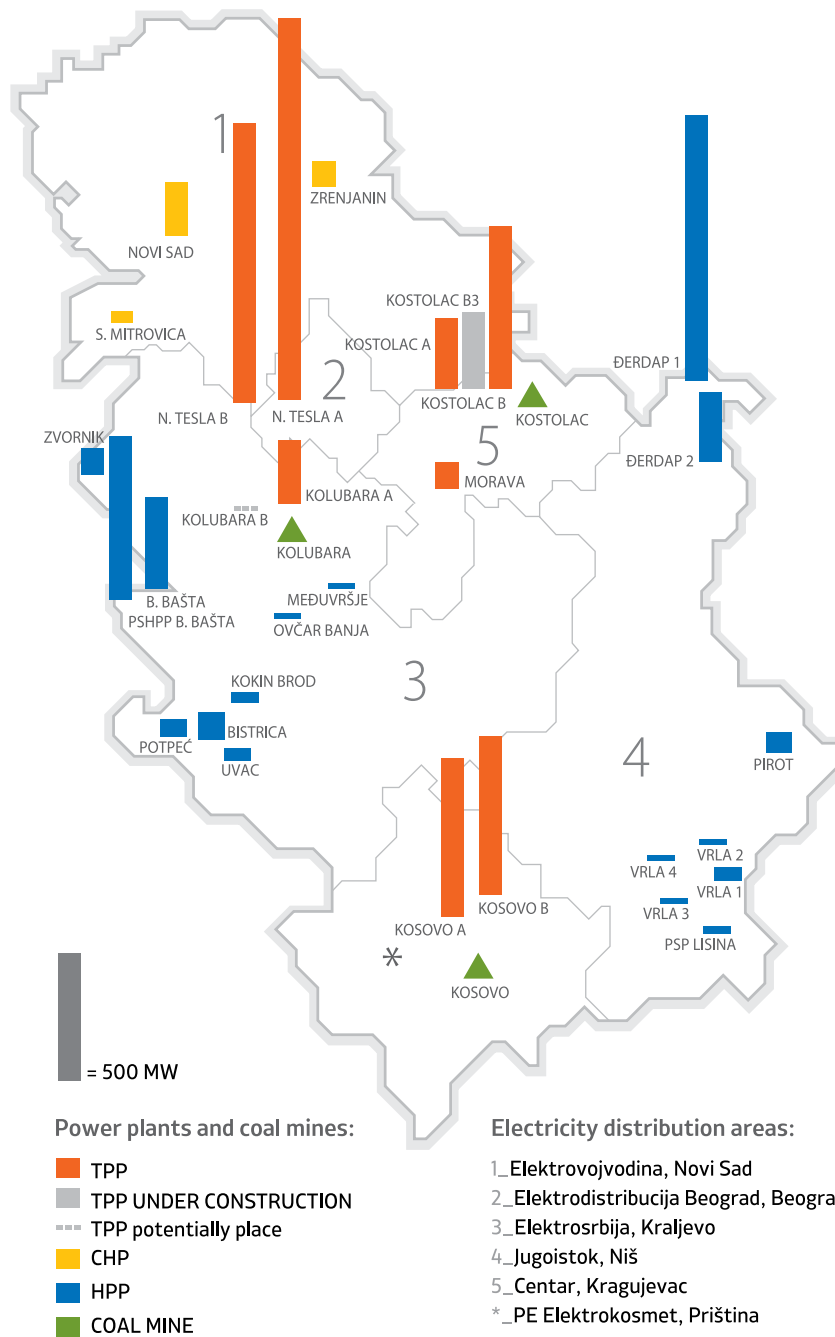 1
ZRENJANIN
NOVI SAD
KOSTOLAC B3
S. MITROVICA
KOSTOLAC A
2
ĐERDAP 1
N. TESLA B
N. TESLA A
KOSTOLAC B
KOSTOLAC
ZVORNIK
5
ĐERDAP 2
KOLUBARA A
MORAVA
KOLUBARA B
KOLUBARA
B. BAŠTA
PSHPP B. BAŠTA
MEĐUVRŠJE
OVČAR BANJA
3
KOKIN BROD
POTPEĆ
BISTRICA
UVAC
4
PIROT
VRLA 2
VRLA 4
VRLA 1
VRLA 3
KOSOVO B
KOSOVO A
PSP LISINA
*
KOSOVO
= 500 MW
Power plants and coal mines:
TPP
TPP UNDER CONSTRUCTION
TPP potentially place
CHP
HPP
COAL MINE
Electricity distribution areas:
1_Elektrovojvodina, Novi Sad
2_Elektrodistribucija Beograd, Beogra
3_Elektrosrbija, Kraljevo
4_Jugoistok, Niš
5_Centar, Kragujevac
*_PE Elektrokosmet, Priština